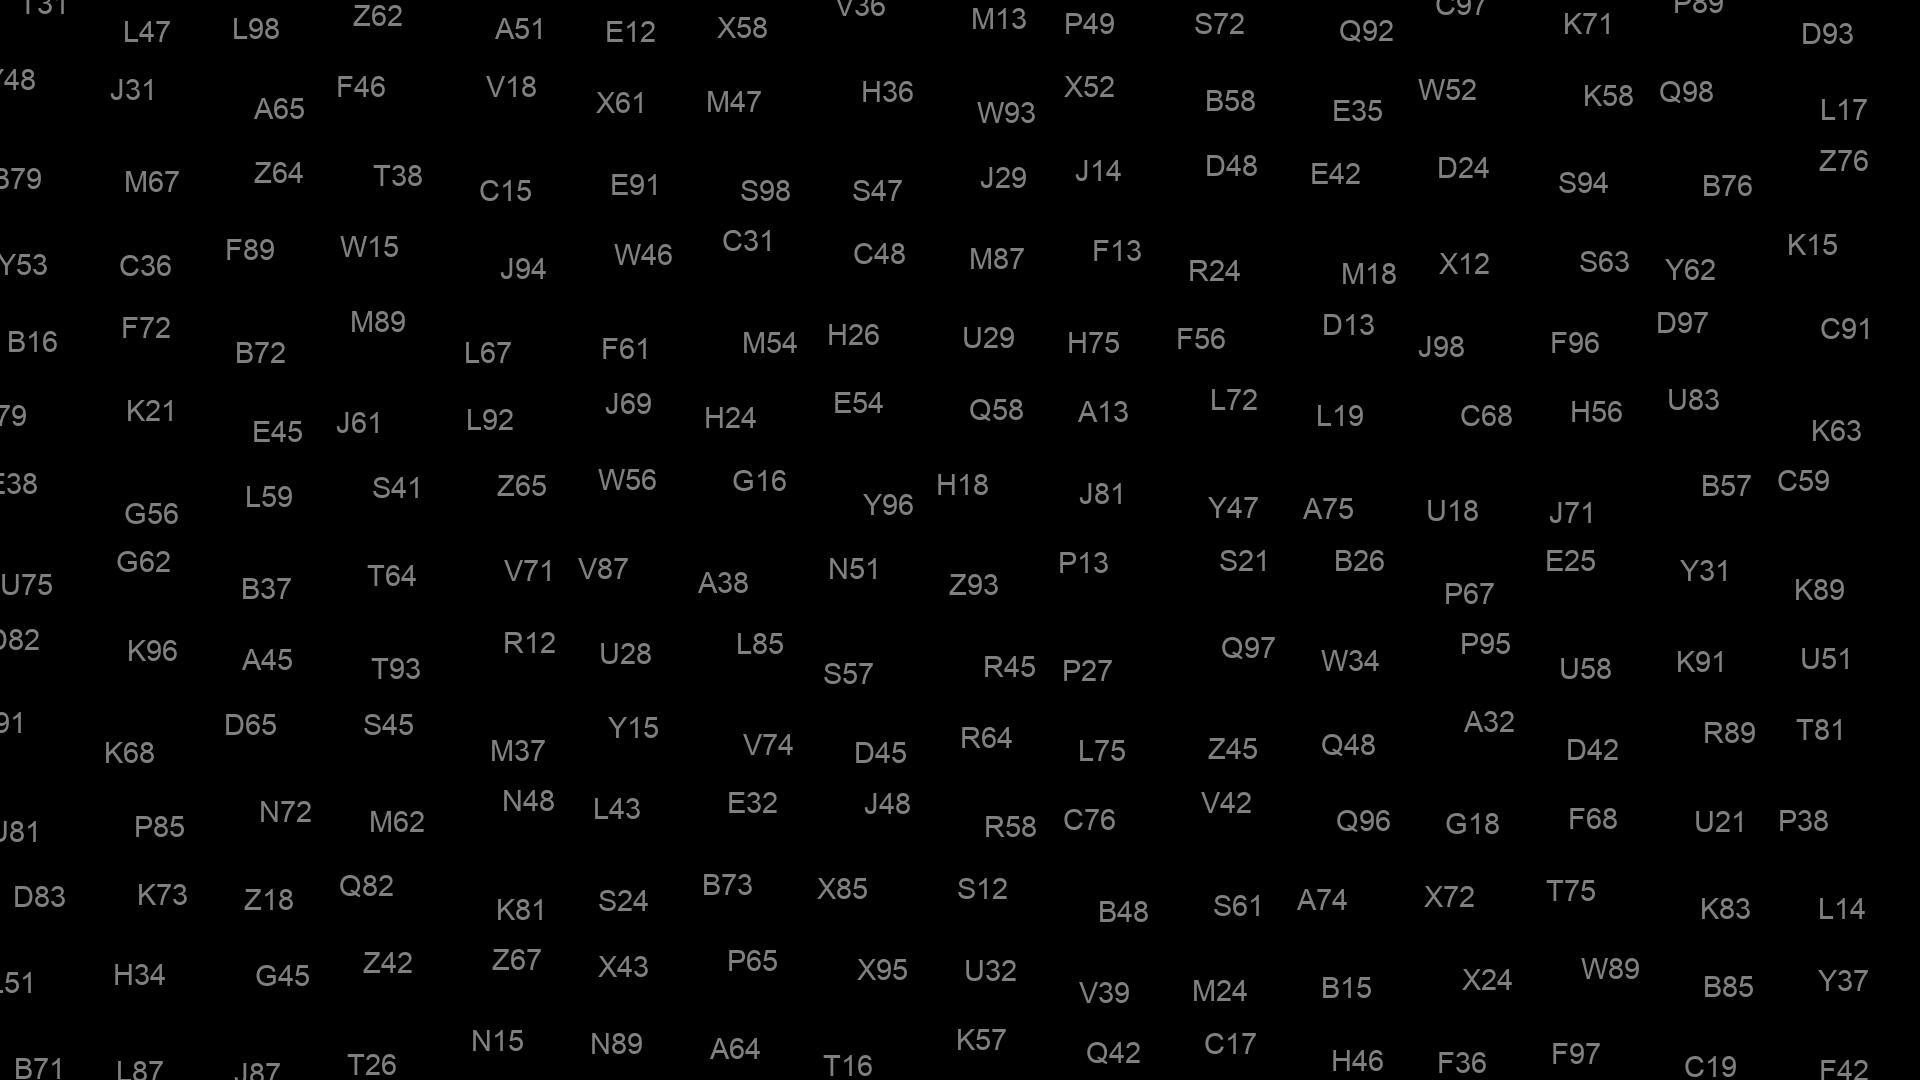 L47 L98 Z62 A51 E12 X58 V36 M13 P49 S72 Q92 C97 K71 P89 D93
J31 A65 F46 V18 X61 M47 H36 W93 X52 B58 E35 W52 K58 Q98 L17
M67 Z64 T38 C15 E91 S98 S47 J29 J14 D48 E42 D24 S94 B76 Z76
Y53 C36 F89 W15 J94 W46 C31 C48 M87 F13 R24 M18 X12 S63 Y62 K15
B16 F72 B72 M89 L67 F61 M54 H26 U29 H75 F56 D13 J98 F96 D97 C91
K21 E45 J61 L92 J69 H24 E54 Q58 A13 L72 L19 C68 H56 U83 K63
G56 L59 S41 Z65 W56 G16 Y96 H18 J81 Y47 A75 U18 J71 B57 C59
U75 G62 B37 T64 V71 V87 A38 N51 Z93 P13 S21 B26 P67 E25 Y31 K89
K96 A45 T93 R12 U28 L85 S57 R45 P27 Q97 W34 P95 U58 K91 U51
K68 D65 S45 M37 Y15 V74 D45 R64 L75 Z45 Q48 A32 D42 R89 T81
P85 N72 M62 N48 L43 E32 J48 R58 C76 V42 Q96 G18 F68 U21 P38
D83 K73 Z18 Q82 K81 S24 B73 X85 S12 B48 S61 A74 X72 T75 K83 L14
H34 G45 Z42 Z67 X43 P65 X95 U32 V39 M24 B15 X24 W89 B85 Y37
B71 L87 J87 T26 N15 N89 A64 T16 K57 Q42 C17 H46 F36 F97 C19 F42